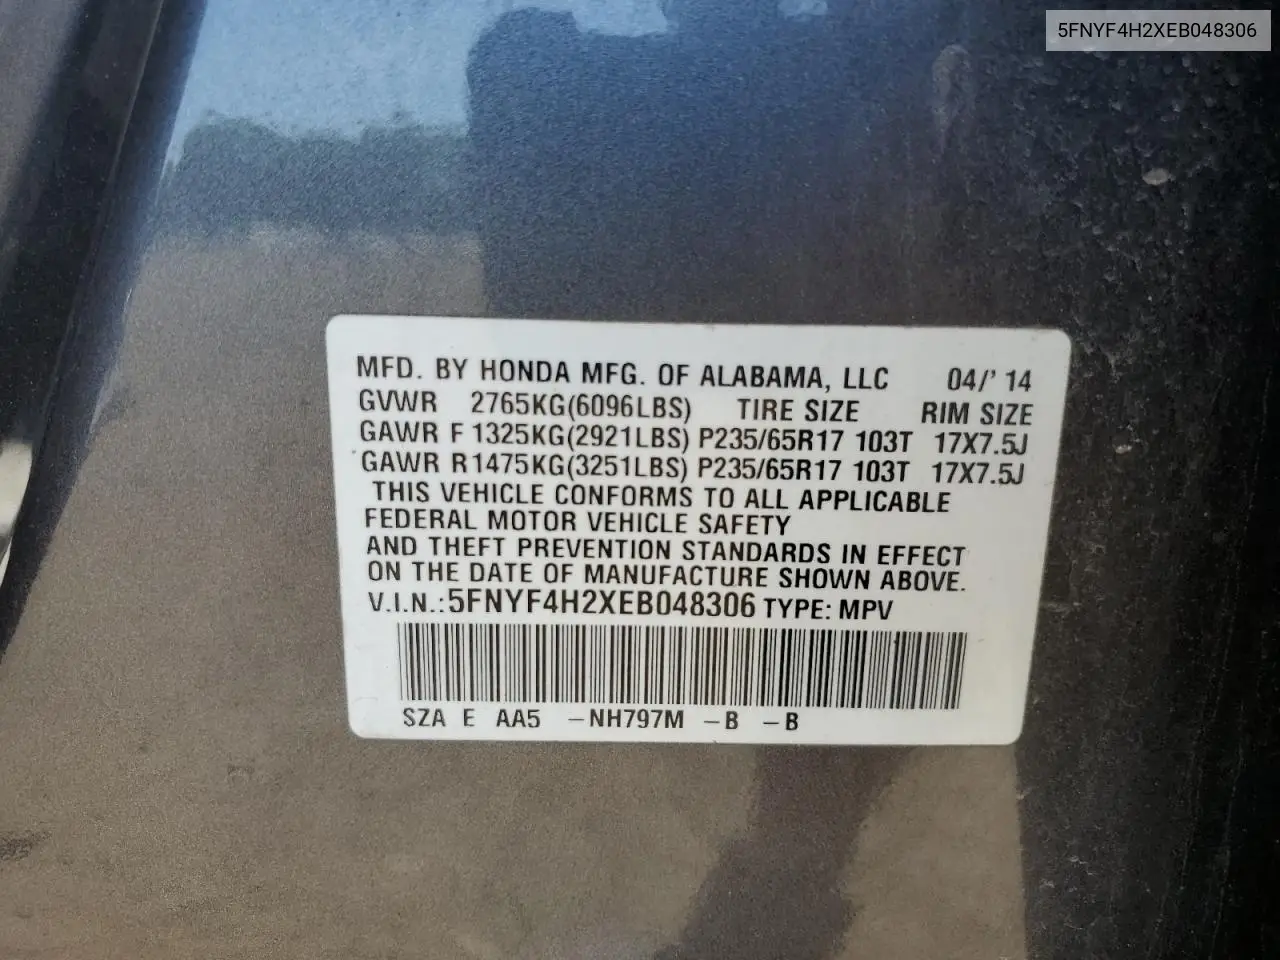 5FNYF4H2XEB048306
MFD. BY HONDA MFG. OF ALABAMA, LLC 04/' 14
GVWR 2765KG(6096LBS) TIRE SIZE RIM SIZE
GAWR F 1325KG(2921LBS) P235/65R17 103T 17X7.5J
GAWR R1475KG(3251LBS) P235/65R17 103T 17X7.5J
THIS VEHICLE CONFORMS TO ALL APPLICABLE
FEDERAL MOTOR VEHICLE SAFETY
AND THEFT PREVENTION STANDARDS IN EFFECT
ON THE DATE OF MANUFACTURE SHOWN ABOVE.
V.I.N.:5FNYF4H2XEB048306 TYPE: MPV
SZA E AA5 –NH797M –B –B